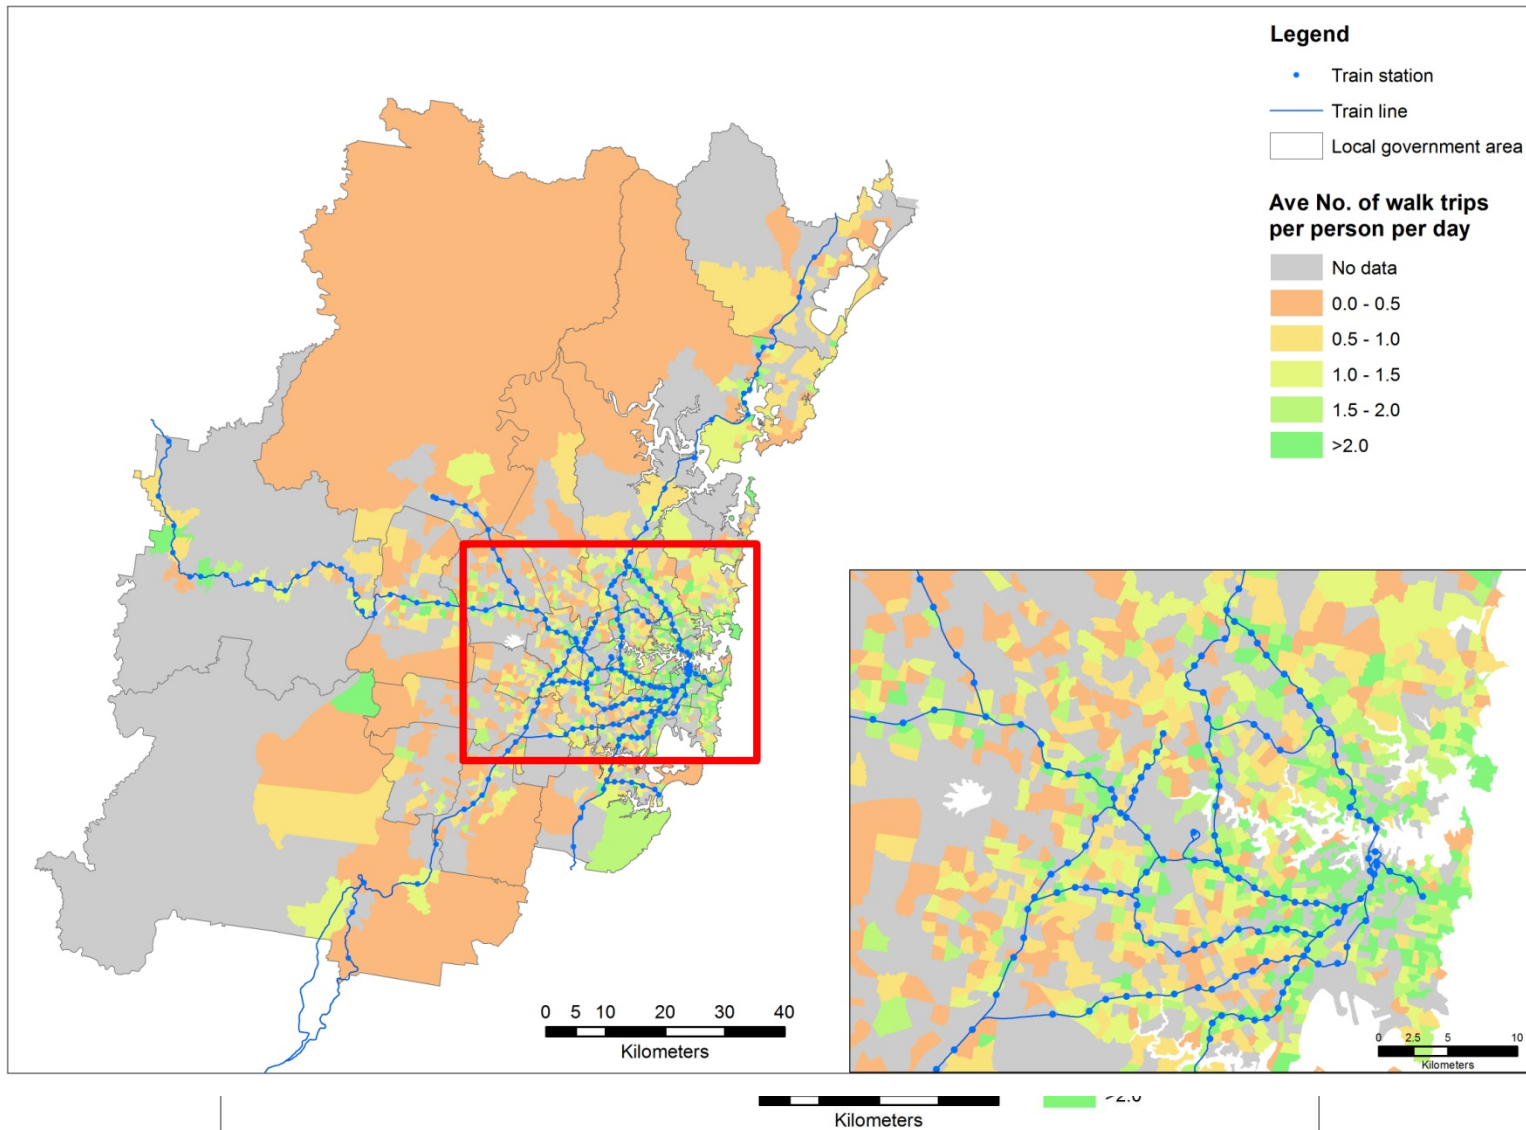 Legend
Train station
Train line
Local government area
Ave No. of walk trips
per person per day
No data
0.0 - 0.5
0.5 - 1.0
1.0 - 1.5
1.5 - 2.0
>2.0
0 5 10 20 30 40
Kilometers
0 2.5 5 10
Kilometers
>2.0
Kilometers